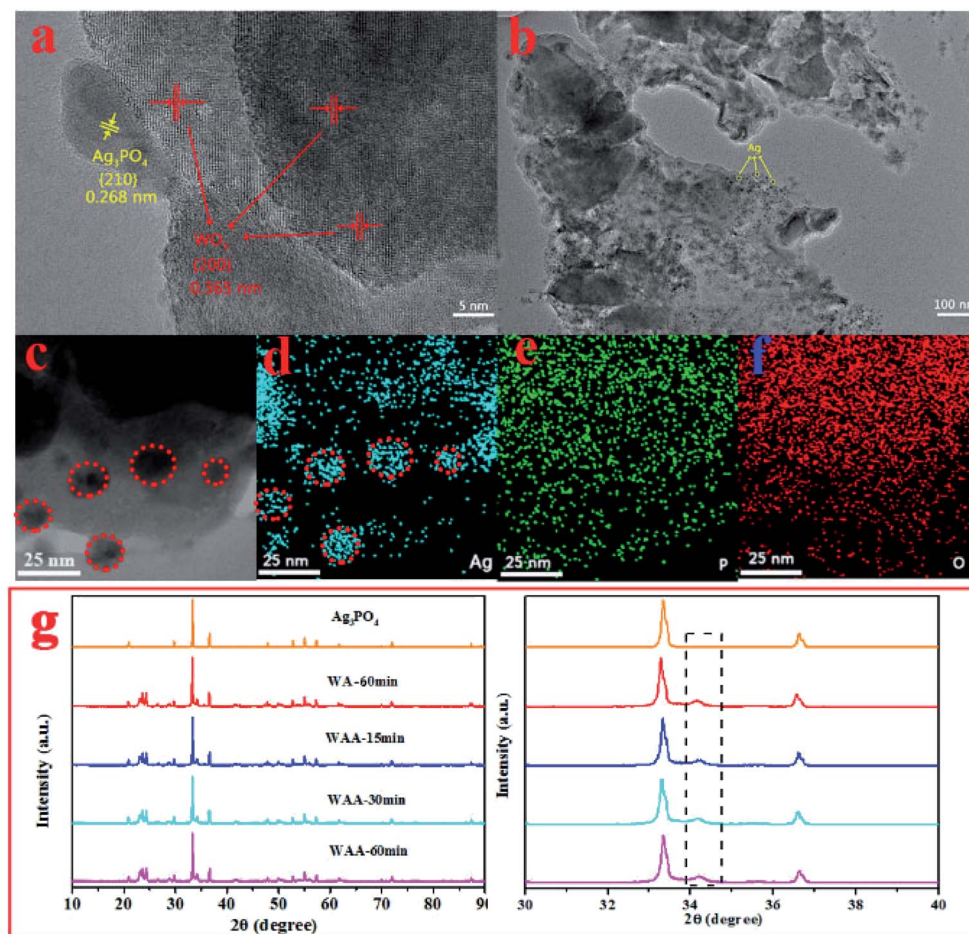 a
Ag₃PO₄
{210}
0.268 nm
{200}
0.363 nm
5 nm
b
Ag
100 nm
c
25 nm
d
25 nm
Ag
e
25 nm
P
f
25 nm
O
g
Intensity (a.u.)
Ag₃PO₄
WA-60min
WAA-15min
WAA-30min
WAA-60min
10 20 30 40 50 60 70 80 90
2θ (degree)
Intensity (a.u.)
30 32 34 36 38 40
2θ (degree)